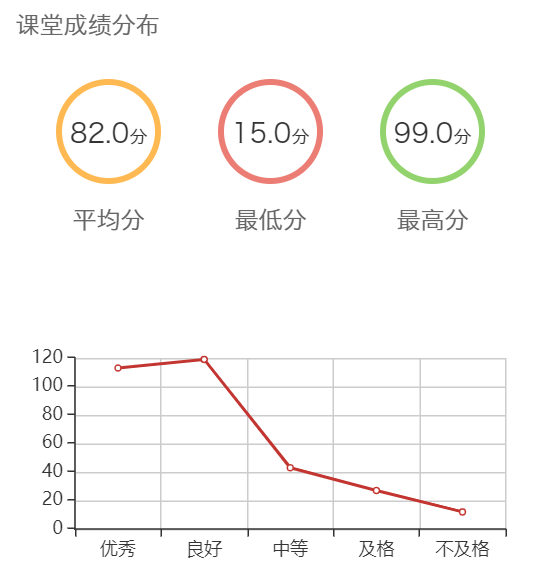 课堂成绩分布
82.0分
15.0分
99.0分
平均分
最低分
最高分
120
100
80
60
40
20
0
优秀
良好
中等
及格
不及格